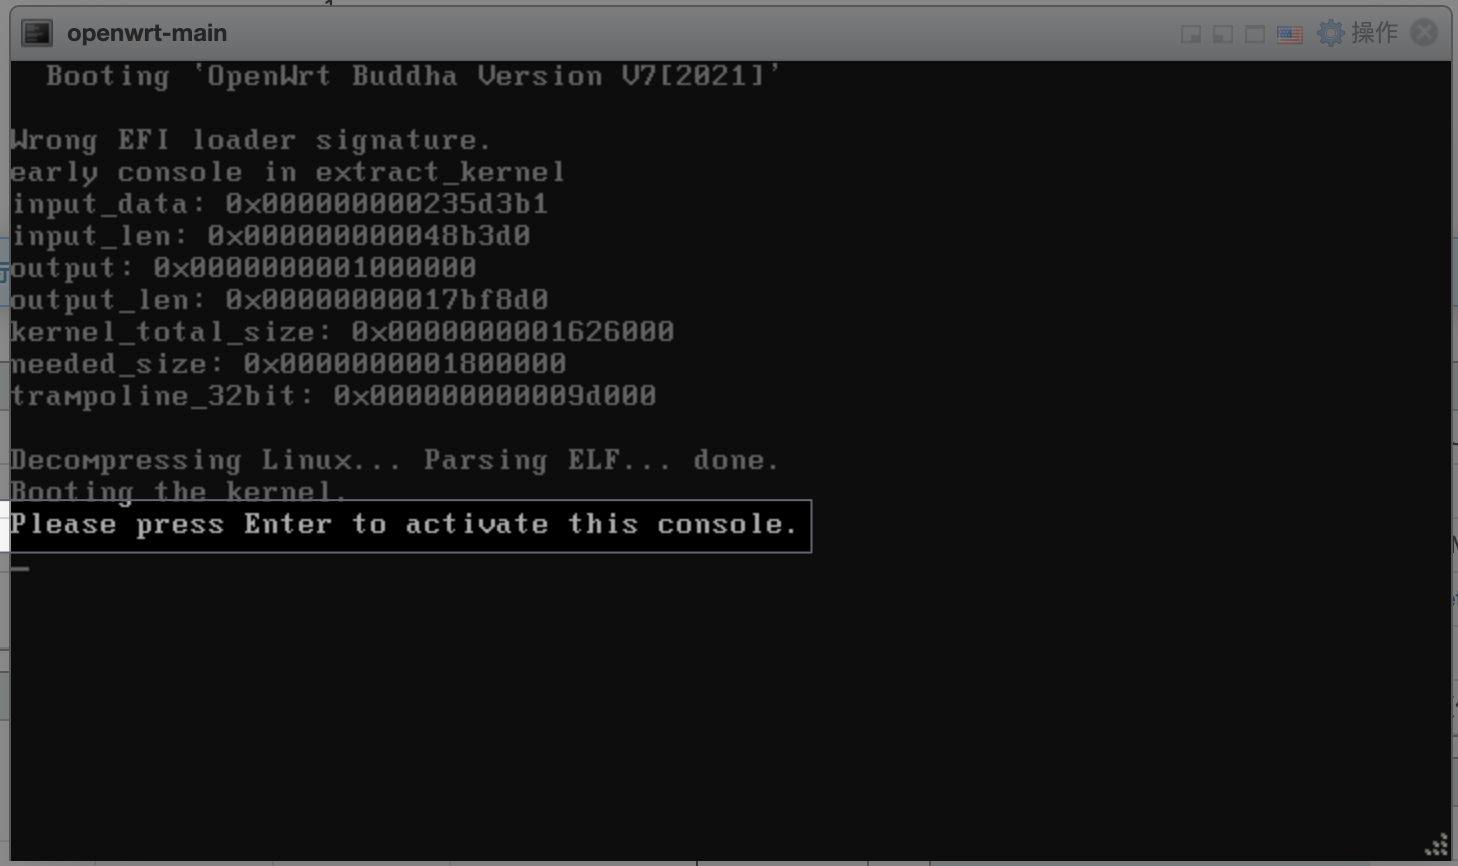 openwrt-main
操作
Booting `OpenWrt Buddha Version V7[2021]'
Wrong EFI loader signature.
early console in extract_kernel
input_data: 0x000000000235d3b1
input_len: 0x000000000048b3d0
output: 0x0000000001000000
output_len: 0x00000000017bf8d0
kernel_total_size: 0x0000000001626000
needed_size: 0x0000000001800000
trampoline_32bit: 0x000000000009d000
Decompressing Linux... Parsing ELF... done.
Booting the kernel.
Please press Enter to activate this console.